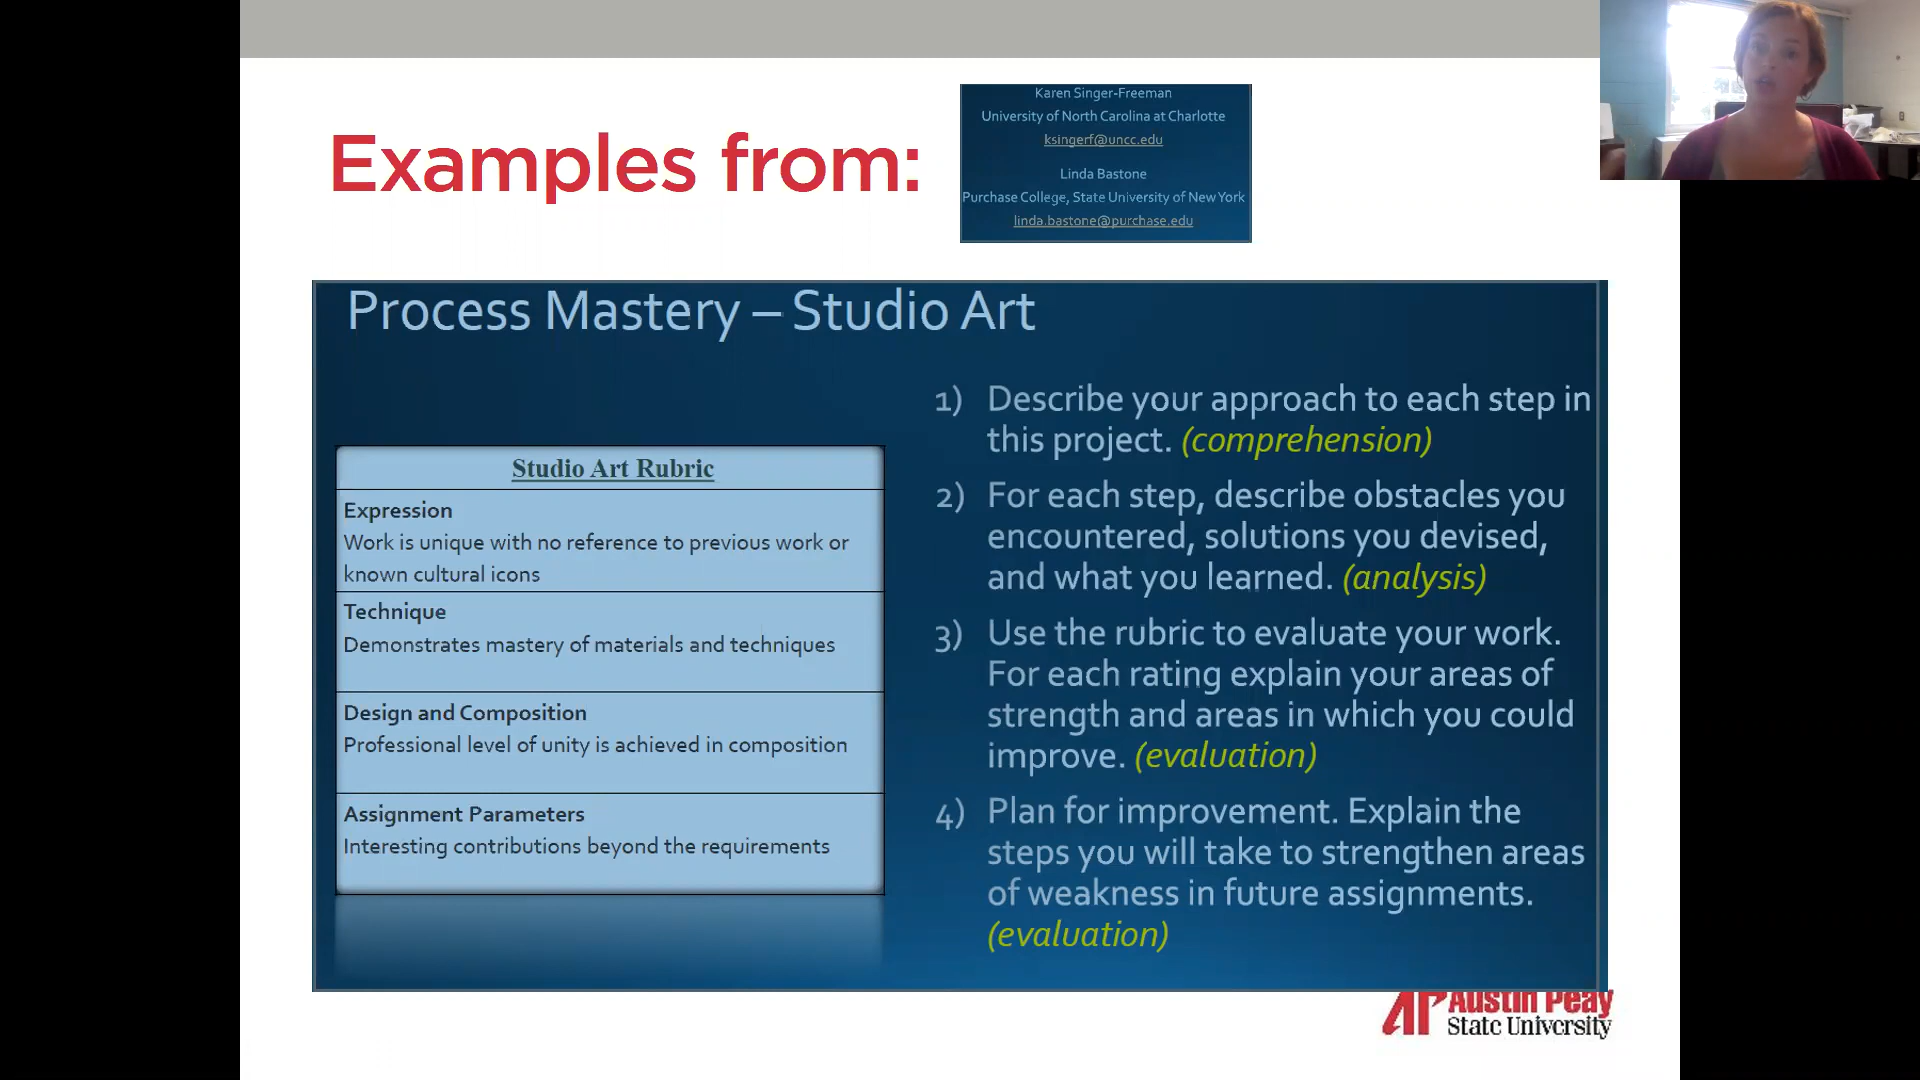 Examples from:
Karen Singer-Freeman
University of North Carolina at Charlotte
ksingerf@uncc.edu
Linda Bastone
Purchase College, State University of New York
linda.bastone@purchase.edu
Process Mastery – Studio Art
Studio Art Rubric
Expression
Work is unique with no reference to previous work or
known cultural icons
Technique
Demonstrates mastery of materials and techniques
Design and Composition
Professional level of unity is achieved in composition
Assignment Parameters
Interesting contributions beyond the requirements
1) Describe your approach to each step in
this project. (comprehension)
2) For each step, describe obstacles you
encountered, solutions you devised,
and what you learned. (analysis)
3) Use the rubric to evaluate your work.
For each rating explain your areas of
strength and areas in which you could
improve. (evaluation)
4) Plan for improvement. Explain the
steps you will take to strengthen areas
of weakness in future assignments.
(evaluation)
AP Austin Peay
State University